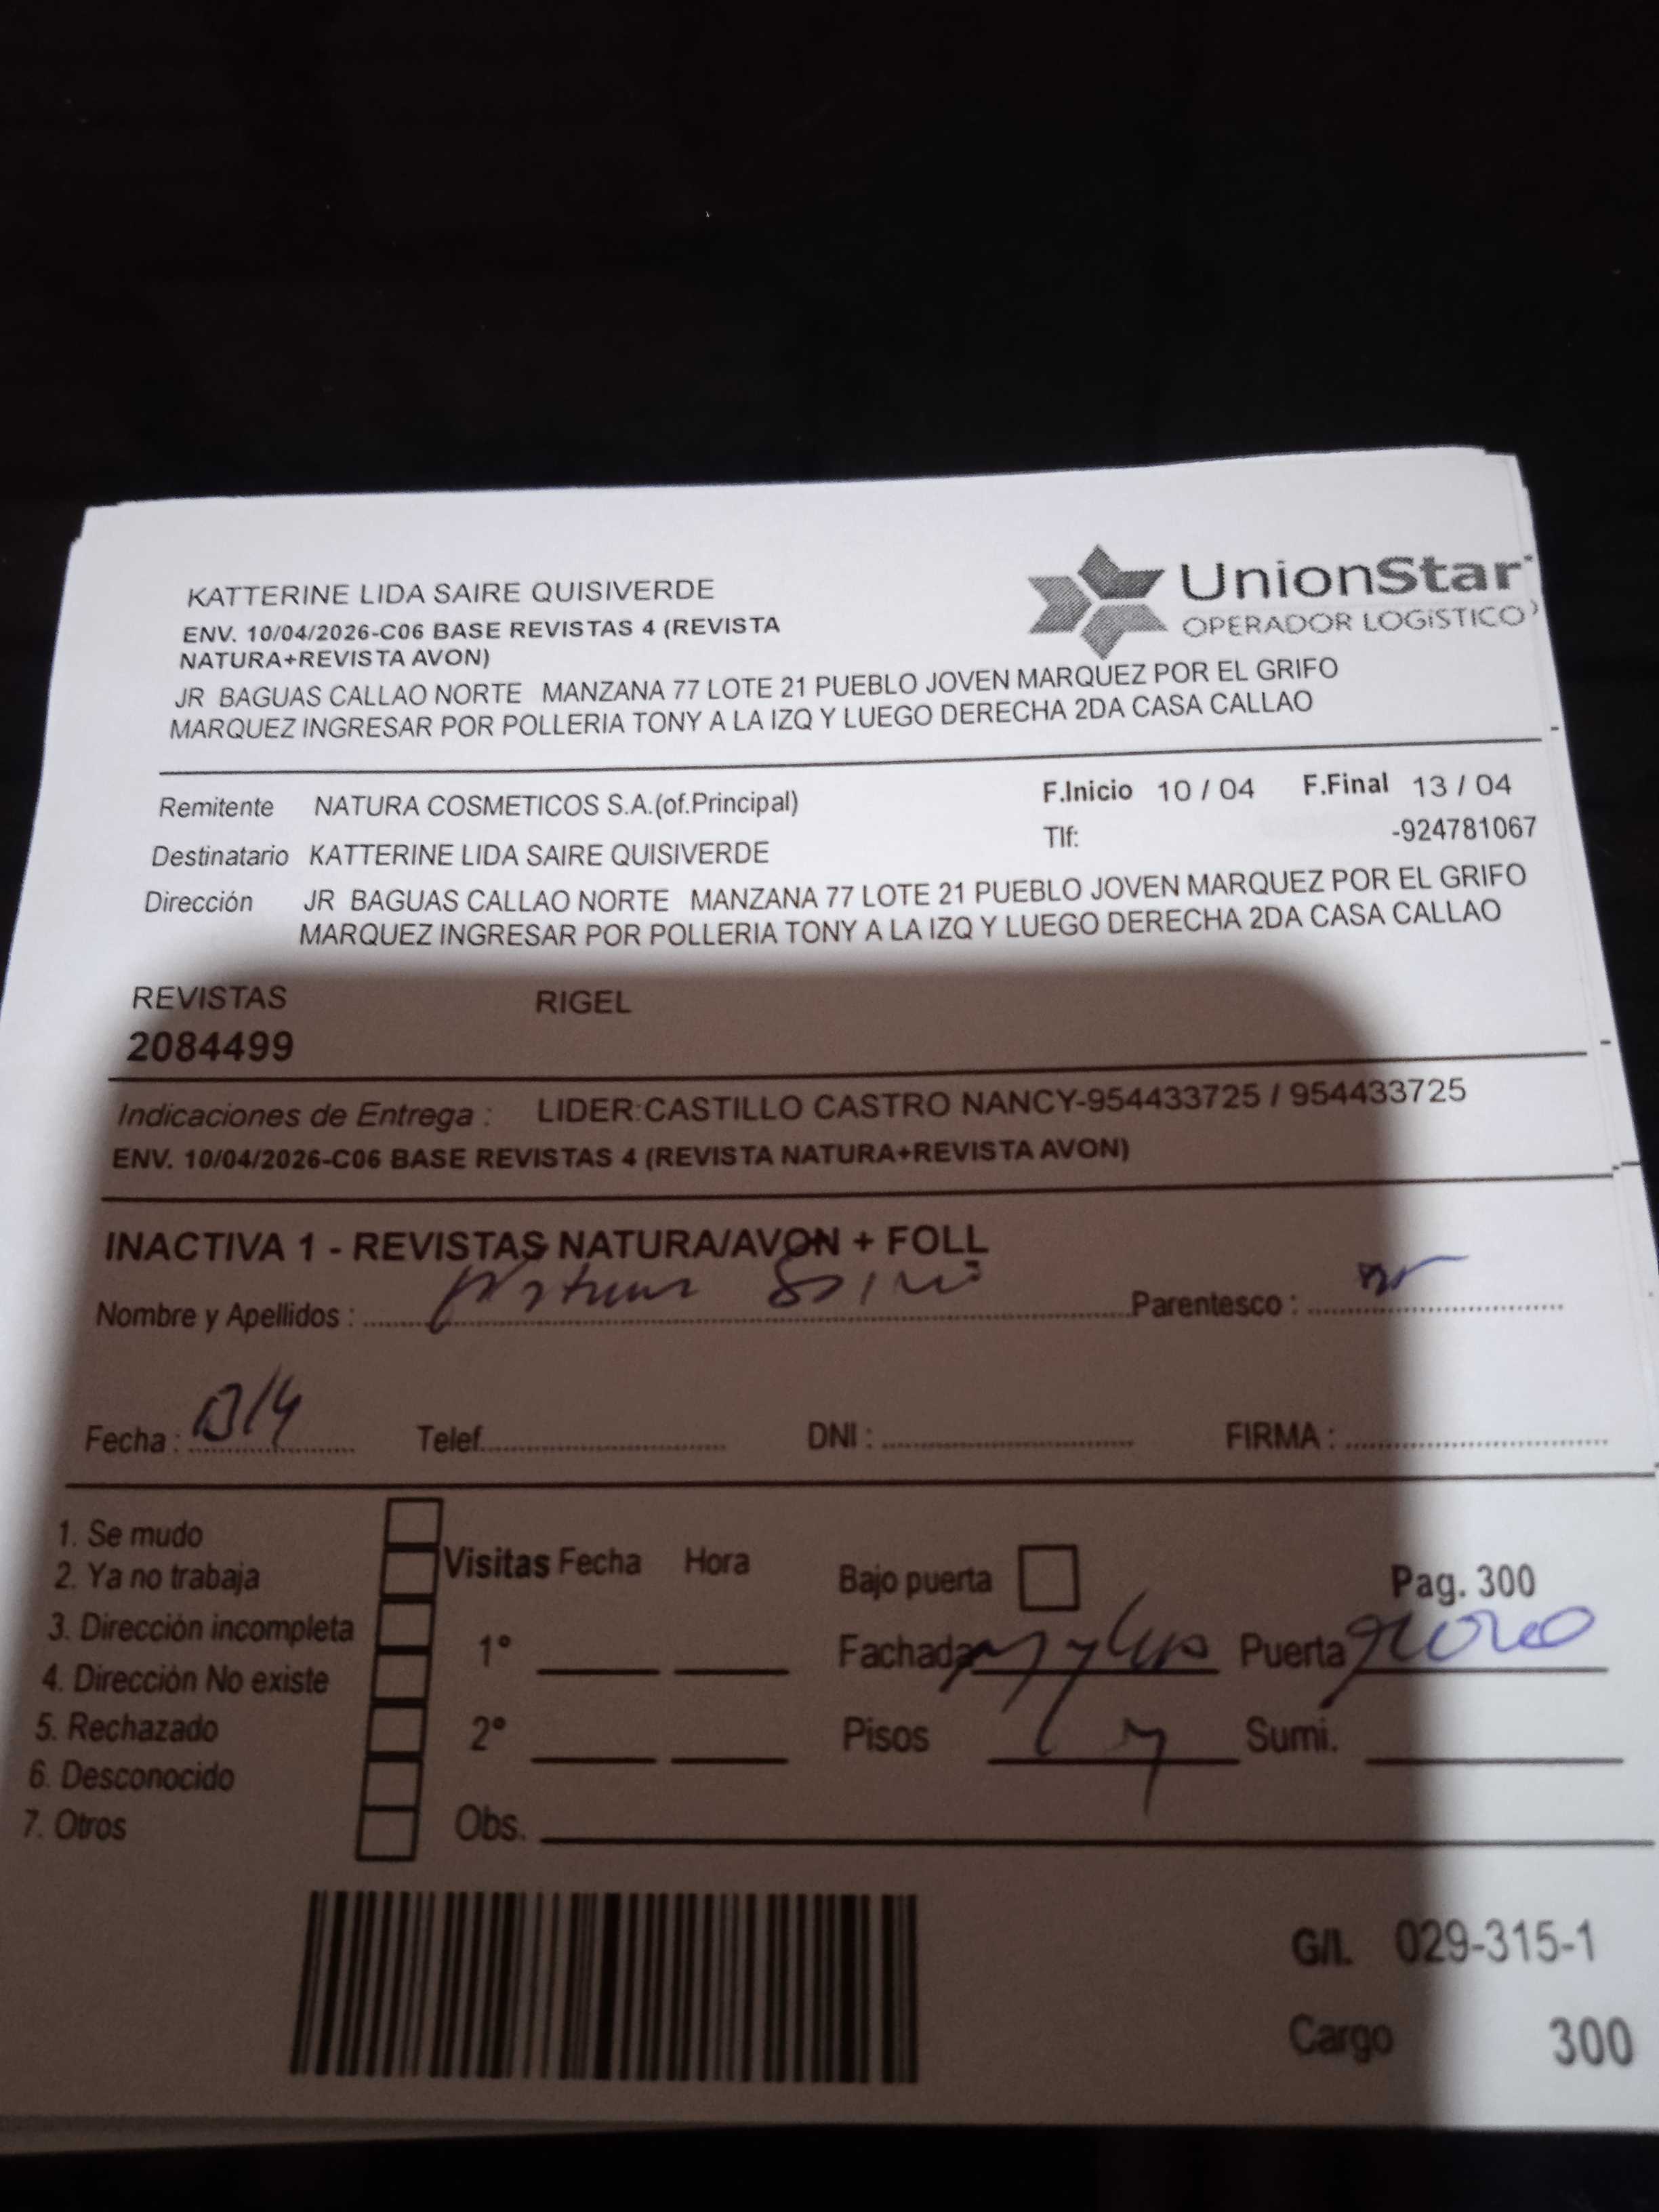 KATTERINE LIDA SAIRE QUISIVERDE
ENV. 10/04/2026-C06 BASE REVISTAS 4 (REVISTA
NATURA+REVISTA AVON)
UnionStar
OPERADOR LOGÍSTICO
JR BAGUAS CALLAO NORTE MANZANA 77 LOTE 21 PUEBLO JOVEN MARQUEZ POR EL GRIFO
MARQUEZ INGRESAR POR POLLERIA TONY A LA IZQ Y LUEGO DERECHA 2DA CASA CALLAO
Remitente NATURA COSMETICOS S.A.(of.Principal) F.Inicio 10 / 04 F.Final 13 / 04
Destinatario KATTERINE LIDA SAIRE QUISIVERDE Tlf: -924781067
Dirección JR BAGUAS CALLAO NORTE MANZANA 77 LOTE 21 PUEBLO JOVEN MARQUEZ POR EL GRIFO
MARQUEZ INGRESAR POR POLLERIA TONY A LA IZQ Y LUEGO DERECHA 2DA CASA CALLAO
REVISTAS RIGEL
2084499
Indicaciones de Entrega : LIDER:CASTILLO CASTRO NANCY-954433725 / 954433725
ENV. 10/04/2026-C06 BASE REVISTAS 4 (REVISTA NATURA+REVISTA AVON)
INACTIVA 1 - REVISTAS NATURA/AVON + FOLL
Nombre y Apellidos : Parentesco :
Fecha : 13/4 Telef. DNI : FIRMA :
1. Se mudo
2. Ya no trabaja
3. Dirección incompleta
4. Dirección No existe
5. Rechazado
6. Desconocido
7. Otros
Visitas Fecha Hora
1°
2°
Obs.
Bajo puerta Pag. 300
Fachada Puerta
Pisos Sumi.
G/L 029-315-1
Cargo 300